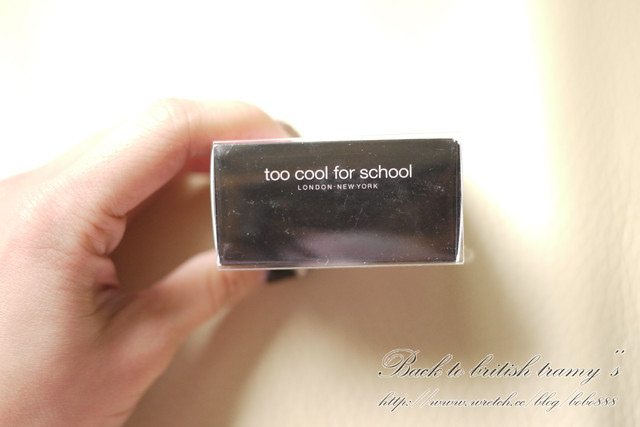 too cool for school
LONDON·NEW YORK
Back to british tramy"s
http://www.wretch.cc/blog/bobo888